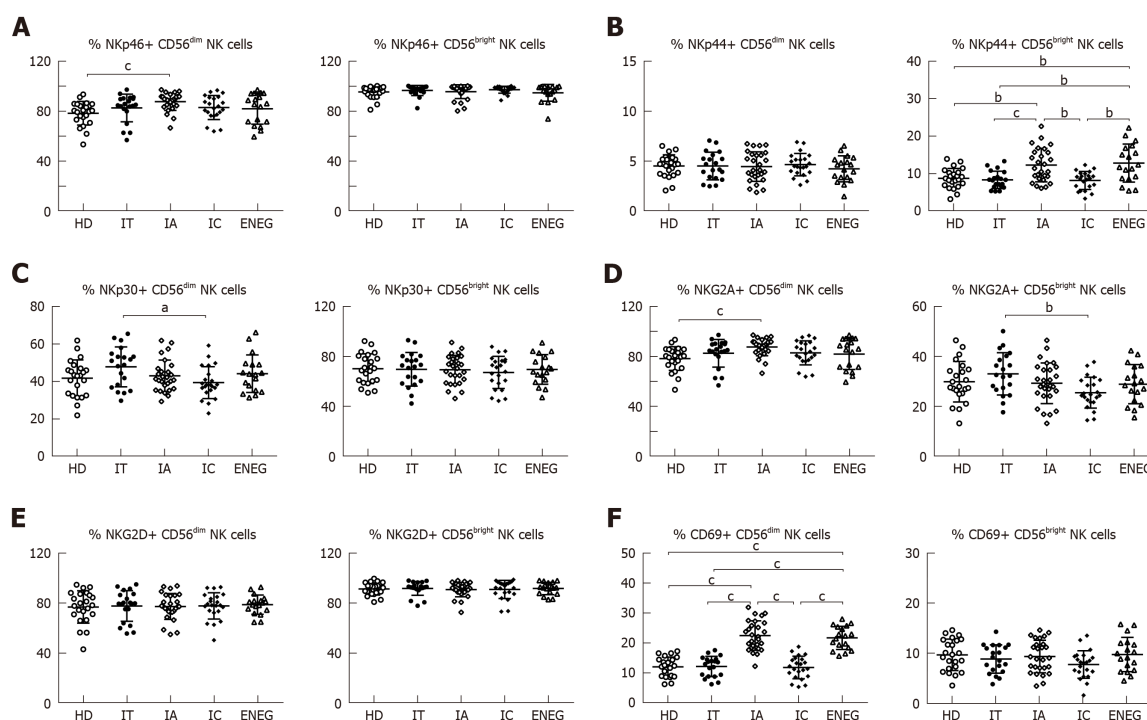 A
% NKp46+ CD56dim NK cells
120
80
40
0
c
HD IT IA IC ENEG
% NKp46+ CD56bright NK cells
120
80
40
0
HD IT IA IC ENEG
B
% NKp44+ CD56dim NK cells
15
10
5
0
HD IT IA IC ENEG
% NKp44+ CD56bright NK cells
40
30
20
10
0
b
b
b
c b b
HD IT IA IC ENEG
C
% NKp30+ CD56dim NK cells
80
60
40
20
0
a
HD IT IA IC ENEG
% NKp30+ CD56bright NK cells
120
80
40
0
HD IT IA IC ENEG
D
% NKG2A+ CD56dim NK cells
120
80
40
0
c
HD IT IA IC ENEG
% NKG2A+ CD56bright NK cells
60
40
20
0
b
HD IT IA IC ENEG
E
% NKG2D+ CD56dim NK cells
120
80
40
0
HD IT IA IC ENEG
% NKG2D+ CD56bright NK cells
120
80
40
0
HD IT IA IC ENEG
F
% CD69+ CD56dim NK cells
50
40
30
20
10
0
c
c
c
c c c
HD IT IA IC ENEG
% CD69+ CD56bright NK cells
30
20
10
0
HD IT IA IC ENEG